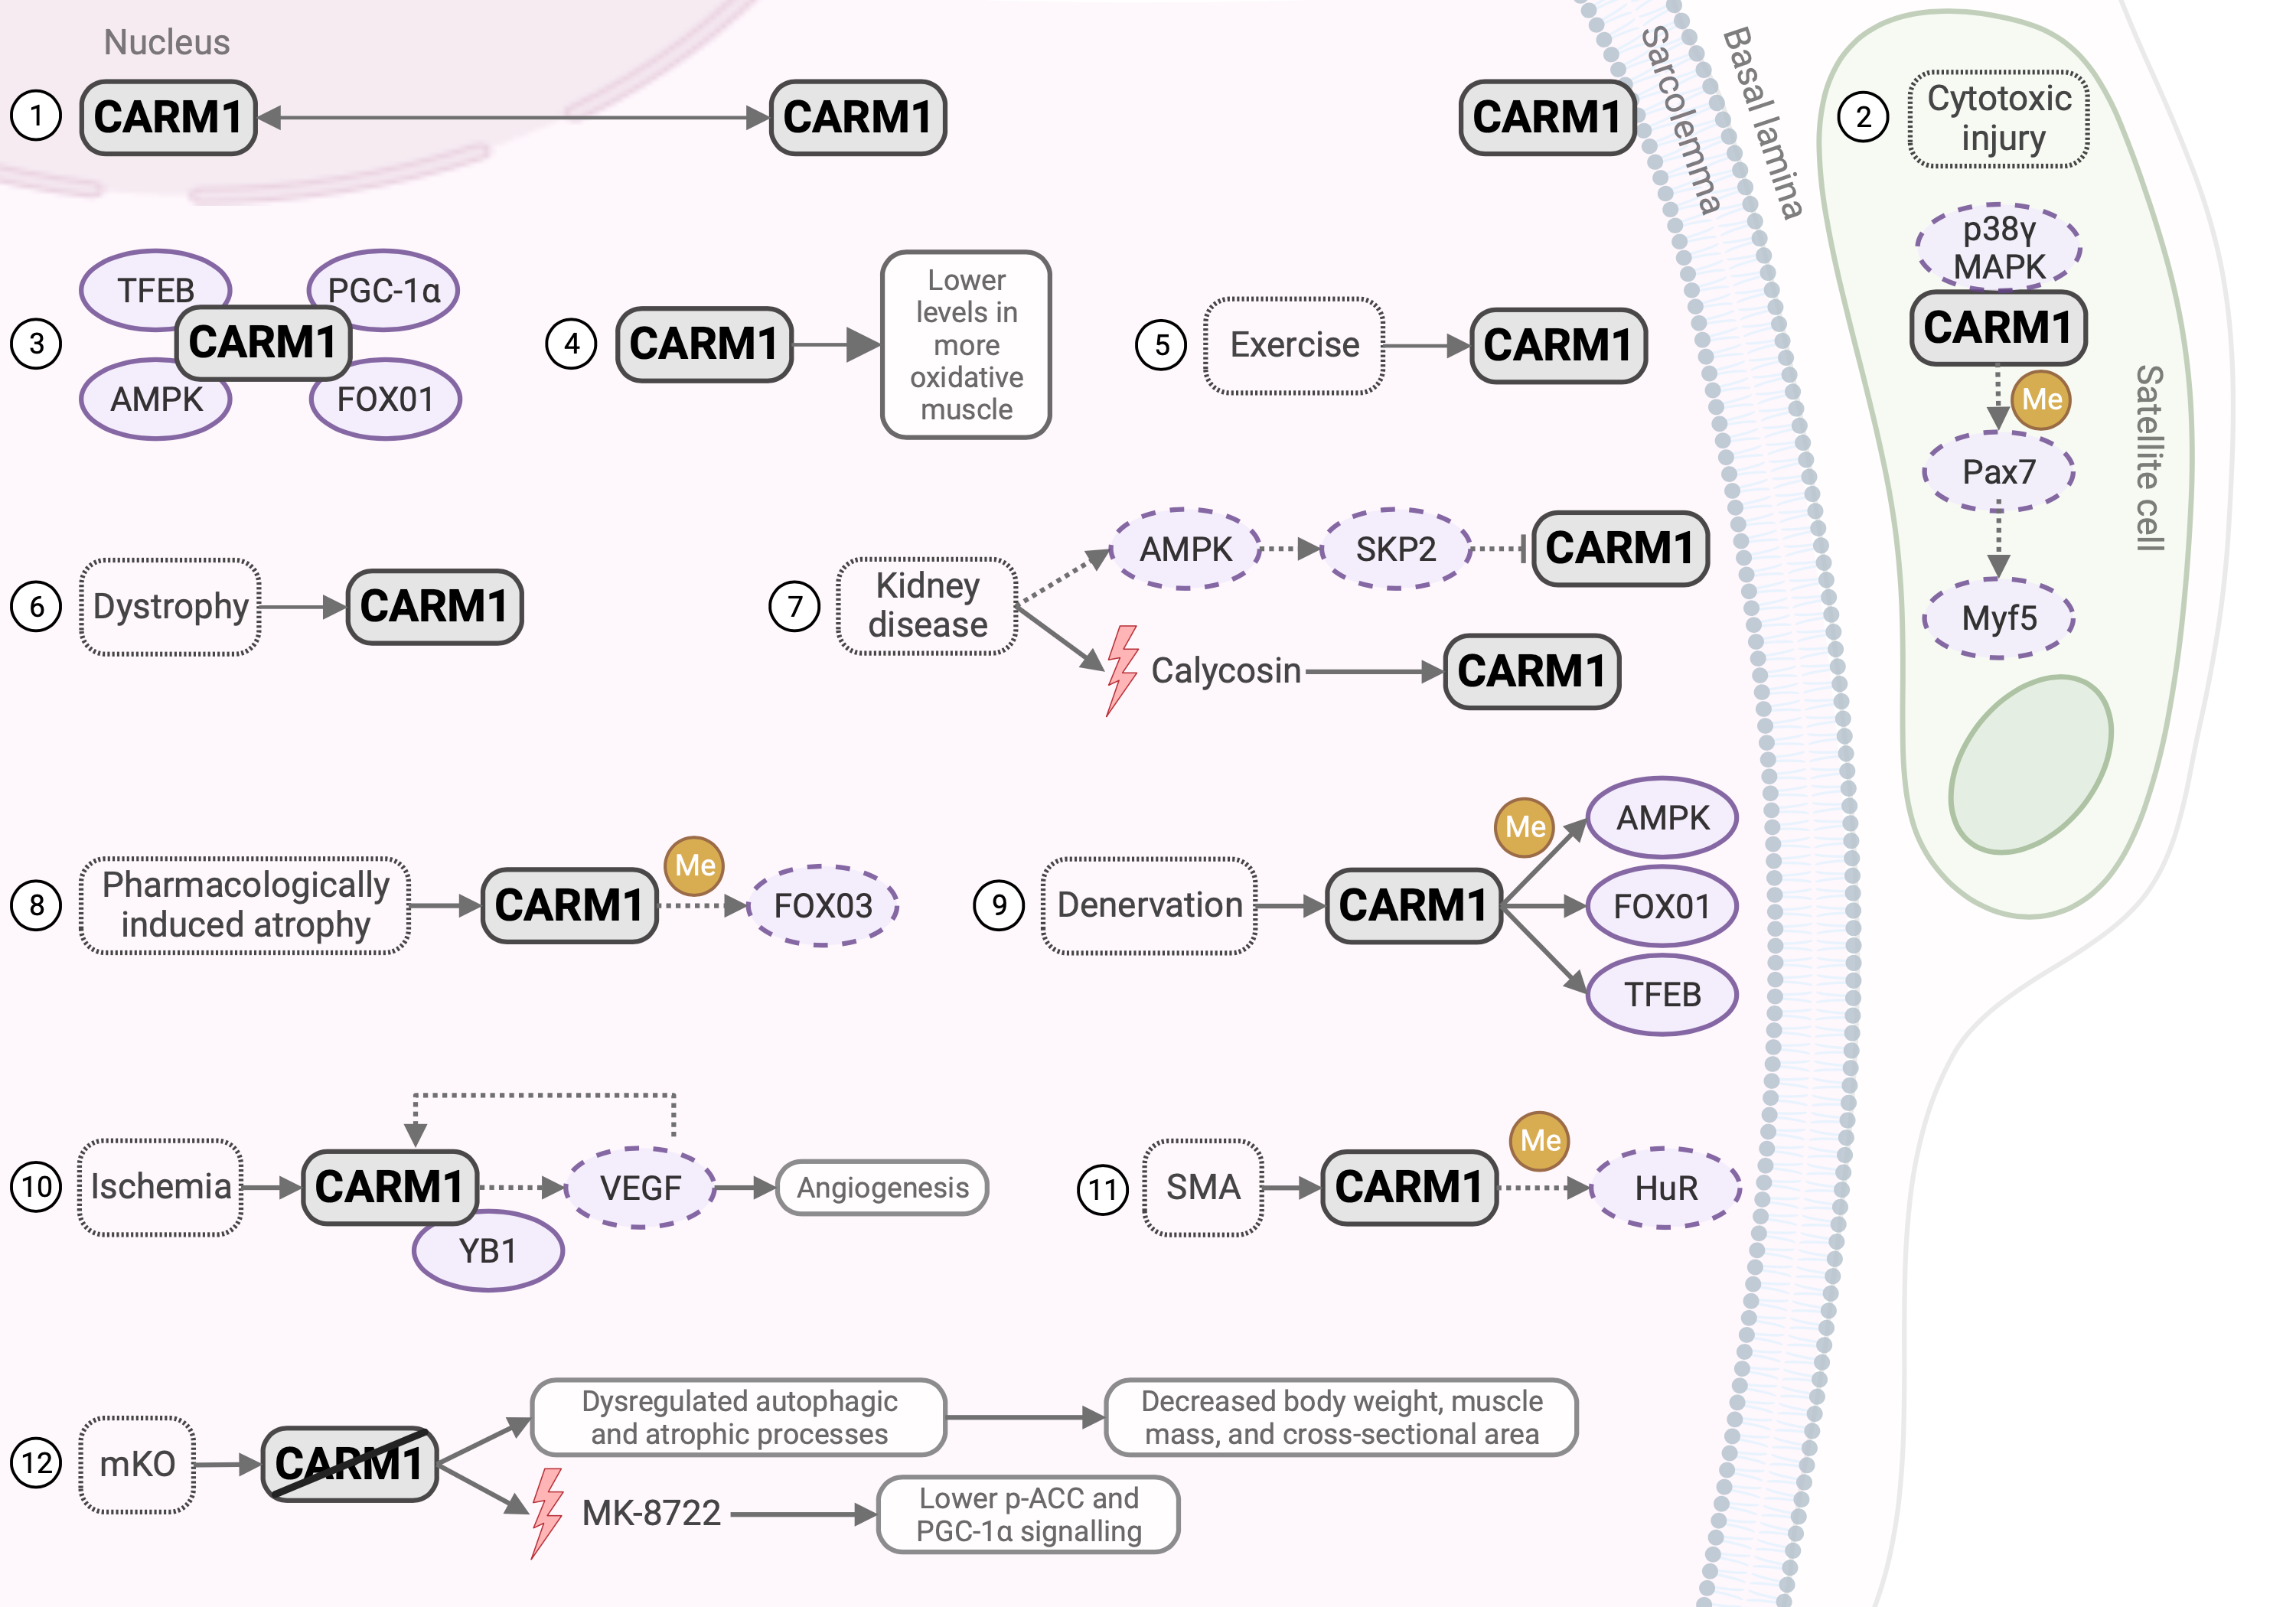 Nucleus
Sarcolemma
Basal lamina
Satellite cell
1
CARM1
CARM1
CARM1
2
Cytotoxic
injury
p38γ
MAPK
CARM1
Me
Pax7
Myf5
3
TFEB
PGC-1α
CARM1
AMPK
FOX01
4
CARM1
Lower
levels in
more
oxidative
muscle
5
Exercise
CARM1
6
Dystrophy
CARM1
7
Kidney
disease
AMPK
SKP2
CARM1
Calycosin
CARM1
8
Pharmacologically
induced atrophy
CARM1
Me
FOX03
9
Denervation
CARM1
Me
AMPK
FOX01
TFEB
10
Ischemia
CARM1
YB1
VEGF
Angiogenesis
11
SMA
CARM1
Me
HuR
12
mKO
CARM1
Dysregulated autophagic
and atrophic processes
Decreased body weight, muscle
mass, and cross-sectional area
MK-8722
Lower p-ACC and
PGC-1α signalling